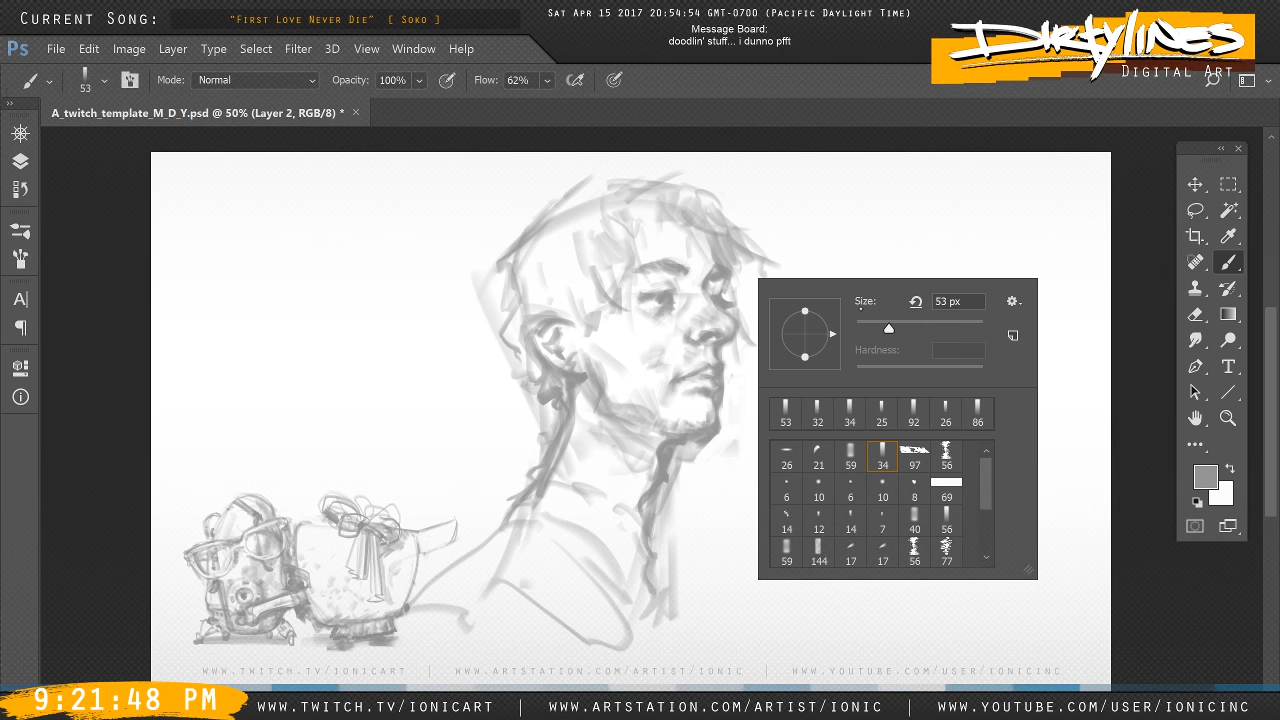 Current Song:
"First Love Never Die" [ Soko ]
Sat Apr 15 2017 20:54:54 GMT-0700 (Pacific Daylight Time)
Message Board:
doodlin' stuff... i dunno pfft
DirtyLines
Digital Art
Ps File Edit Image Layer Type Select Filter 3D View Window Help
53 Mode: Normal Opacity: 100% Flow: 62%
A_twitch_template_M_D_Y.psd @ 50% (Layer 2, RGB/8) * ×
Size: 53 px
Hardness:
53 32 34 25 92 26 86
26 21 59 34 97 56
6 10 6 10 8 69
14 12 14 7 40 56
59 144 17 17 56 77
www.twitch.tv/ionicart | www.artstation.com/artist/ionic | www.youtube.com/user/ionicinc
9:21:48 PM
www.twitch.tv/ionicart | www.artstation.com/artist/ionic | www.youtube.com/user/ionicinc